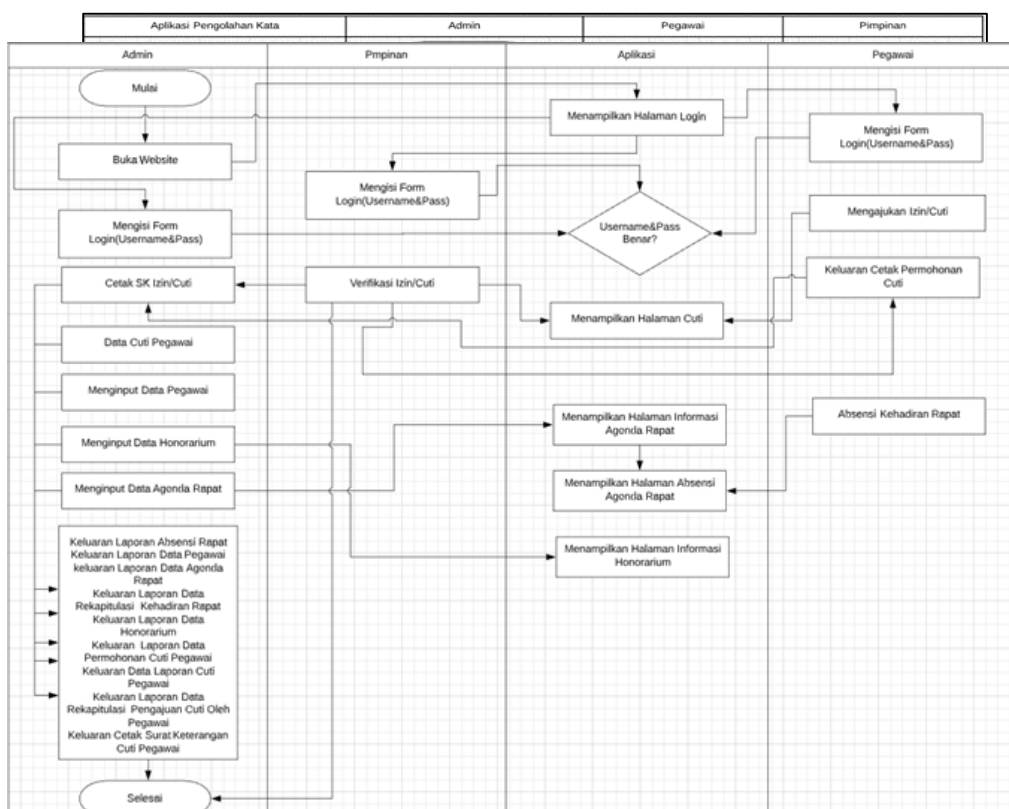 Aplikasi Pengolahan Kata
Admin
Pegawai
Pimpinan
Admin
Pmpinan
Aplikasi
Pegawai
Mulai
Menampilkan Halaman Login
Mengisi Form
Login(Username&Pass)
Buka Website
Mengisi Form
Login(Username&Pass)
Mengajukan Izin/Cuti
Mengisi Form
Login(Username&Pass)
Username&Pass
Benar?
Keluaran Cetak Permohonan
Cuti
Cetak SK Izin/Cuti
Verifikasi Izin/Cuti
Menampilkan Halaman Cuti
Data Cuti Pegawai
Menginput Data Pegawai
Menampilkan Halaman Informasi
Agonda Rapat
Absensi Kehadiran Rapat
Menginput Data Honorarium
Menginput Data Agonda Rapat
Menampilkan Halaman Absensi
Agonda Rapat
Menampilkan Halaman Informasi
Honorarium
Keluaran Laporan Absensi Rapat
Keluaran Laporan Data Pegawai
keluaran Laporan Data Agonda
Rapat
Keluaran Laporan Data
Rekapitulasi Kehadiran Rapat
Keluaran Laporan Data
Honorarium
Keluaran Laporan Data
Permohonan Cuti Pegawai
Keluaran Data Laporan Cuti
Pegawai
Keluaran Laporan Data
Rekapitulasi Pengajuan Cuti Oleh
Pegawai
Keluaran Cetak Surat Keterangan
Cuti Pegawai
Selesai